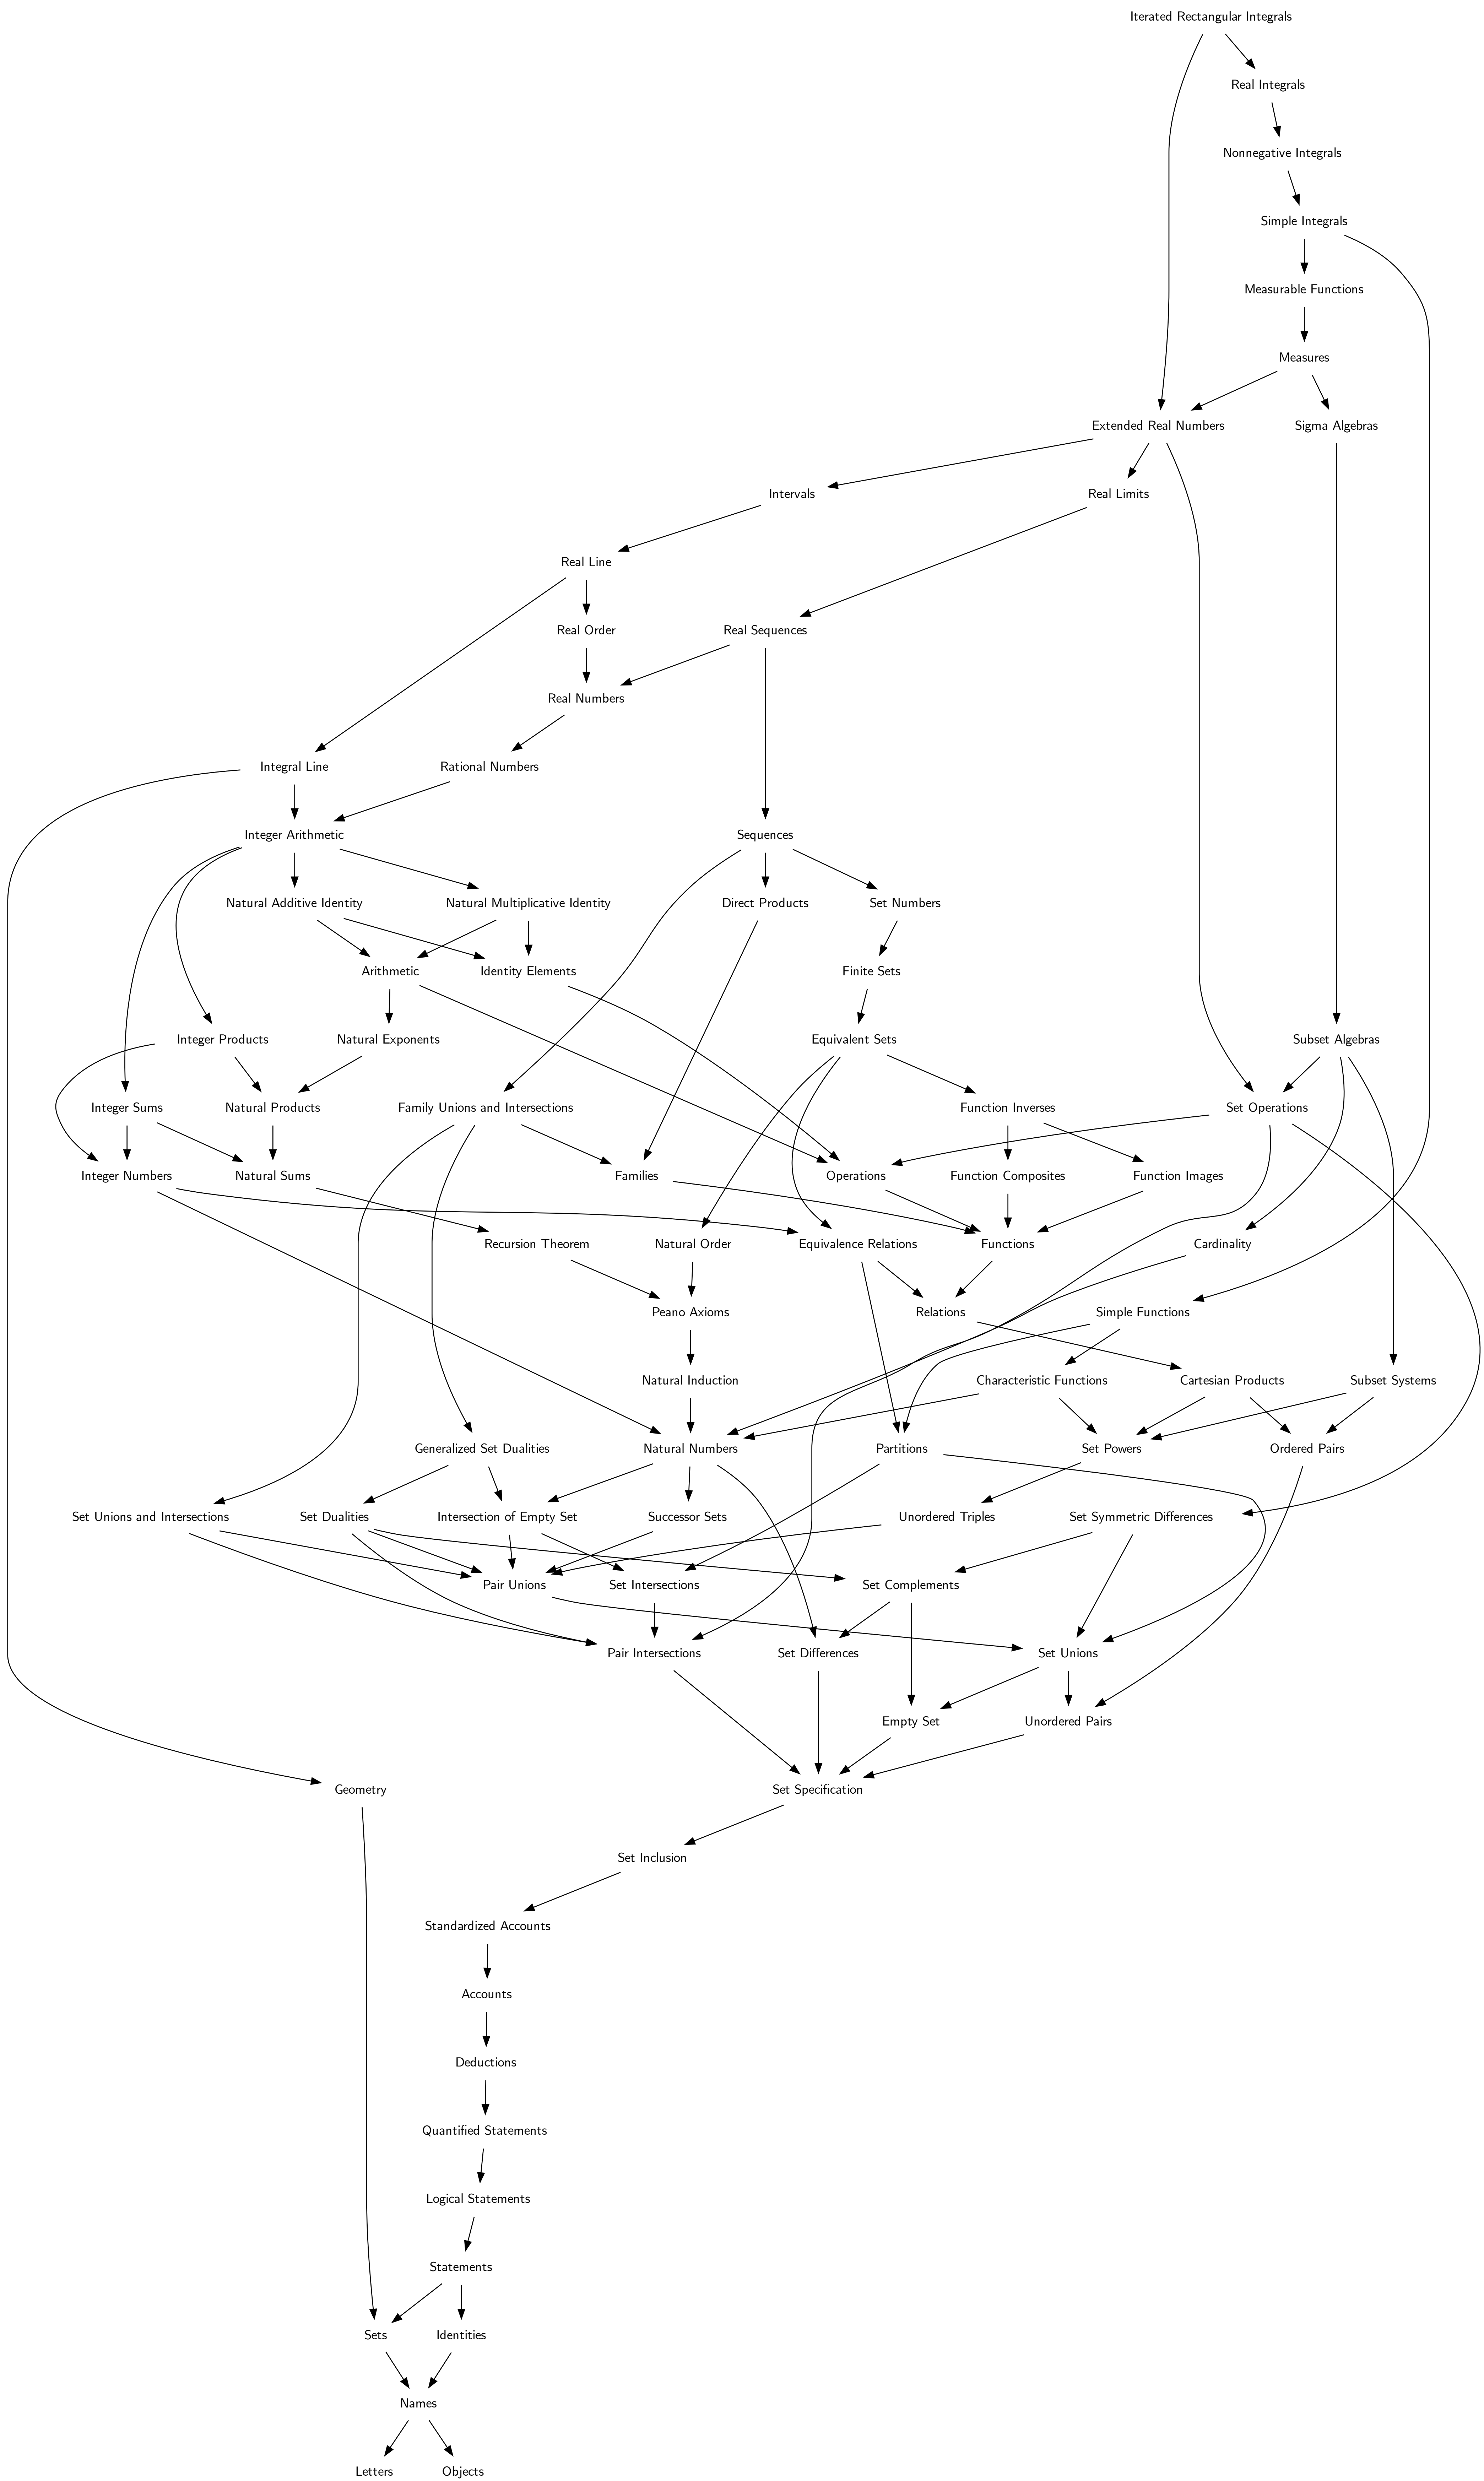 Iterated Rectangular Integrals
Real Integrals
Nonnegative Integrals
Simple Integrals
Measurable Functions
Measures
Extended Real Numbers
Sigma Algebras
Intervals
Real Limits
Real Line
Real Order
Real Sequences
Real Numbers
Integral Line
Rational Numbers
Integer Arithmetic
Sequences
Natural Additive Identity
Natural Multiplicative Identity
Direct Products
Set Numbers
Arithmetic
Identity Elements
Finite Sets
Integer Products
Natural Exponents
Equivalent Sets
Subset Algebras
Integer Sums
Natural Products
Family Unions and Intersections
Function Inverses
Set Operations
Integer Numbers
Natural Sums
Families
Operations
Function Composites
Function Images
Recursion Theorem
Natural Order
Equivalence Relations
Functions
Cardinality
Peano Axioms
Relations
Simple Functions
Natural Induction
Characteristic Functions
Cartesian Products
Subset Systems
Generalized Set Dualities
Natural Numbers
Partitions
Set Powers
Ordered Pairs
Set Unions and Intersections
Set Dualities
Intersection of Empty Set
Successor Sets
Unordered Triples
Set Symmetric Differences
Pair Unions
Set Intersections
Set Complements
Pair Intersections
Set Differences
Set Unions
Empty Set
Unordered Pairs
Geometry
Set Specification
Set Inclusion
Standardized Accounts
Accounts
Deductions
Quantified Statements
Logical Statements
Statements
Sets
Identities
Names
Letters
Objects